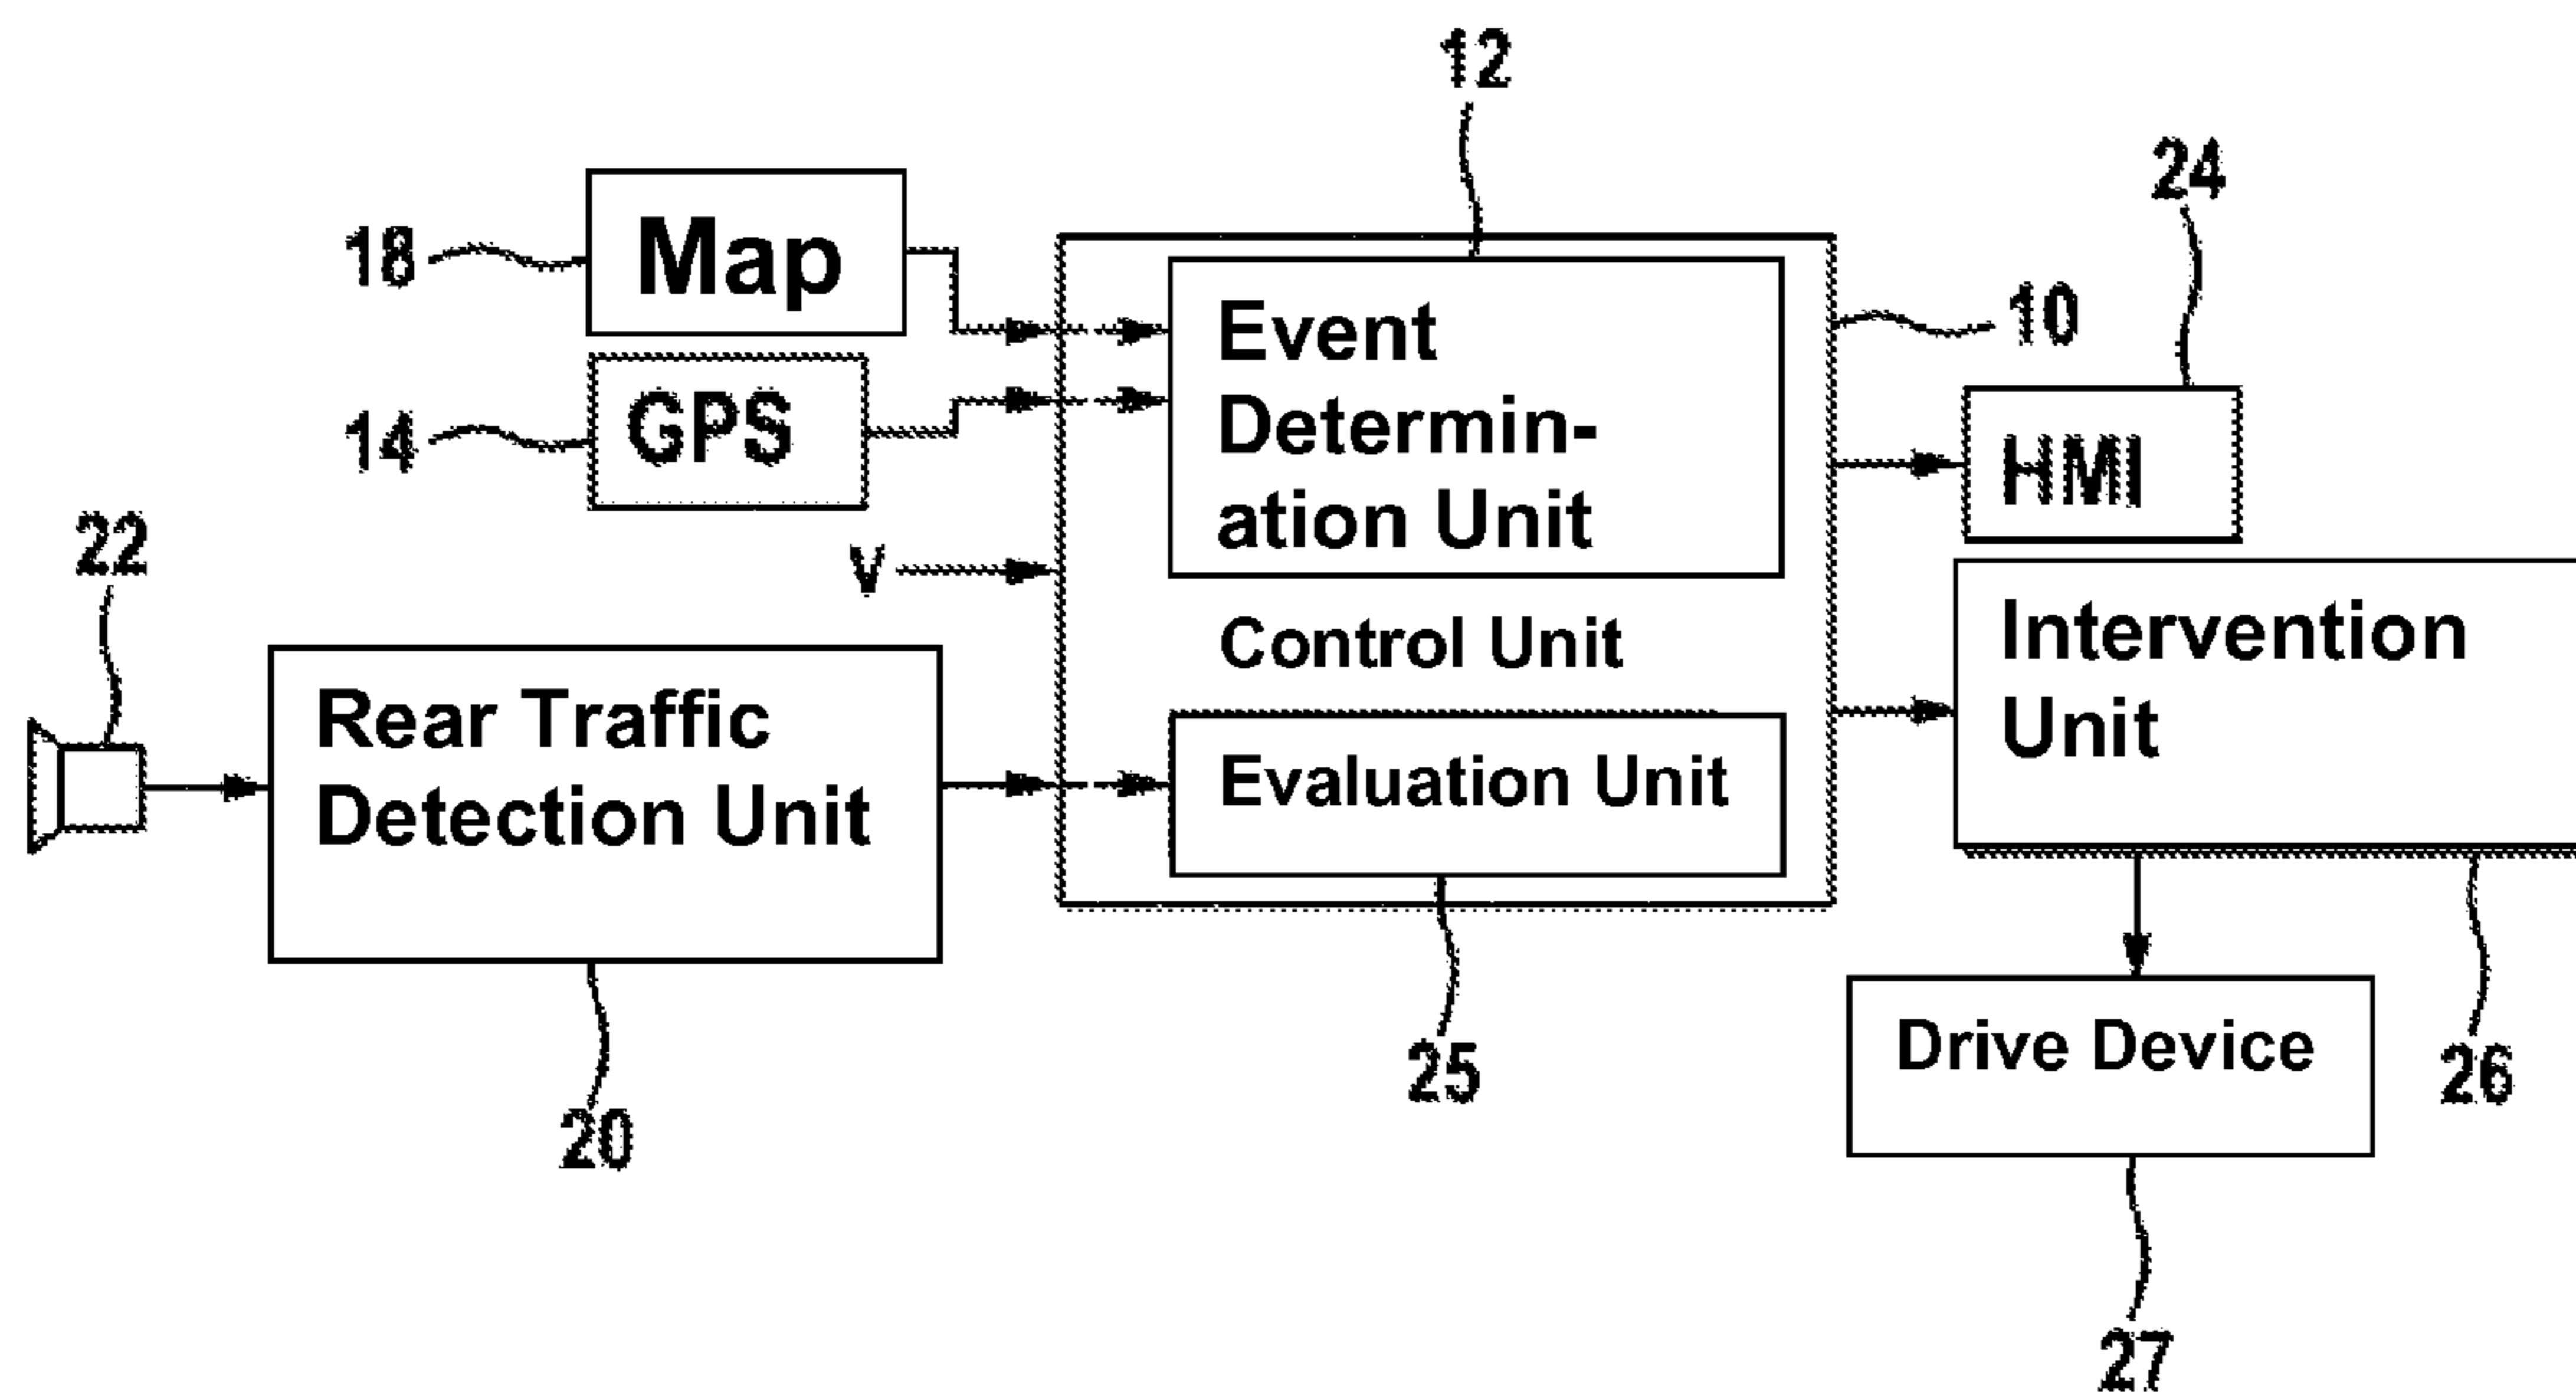 12
24
18
Map
Event
Determin-
ation Unit
10
14
GPS
HMI
22
V
Control Unit
Intervention
Unit
Rear Traffic
Detection Unit
Evaluation Unit
Drive Device
25
26
20
27